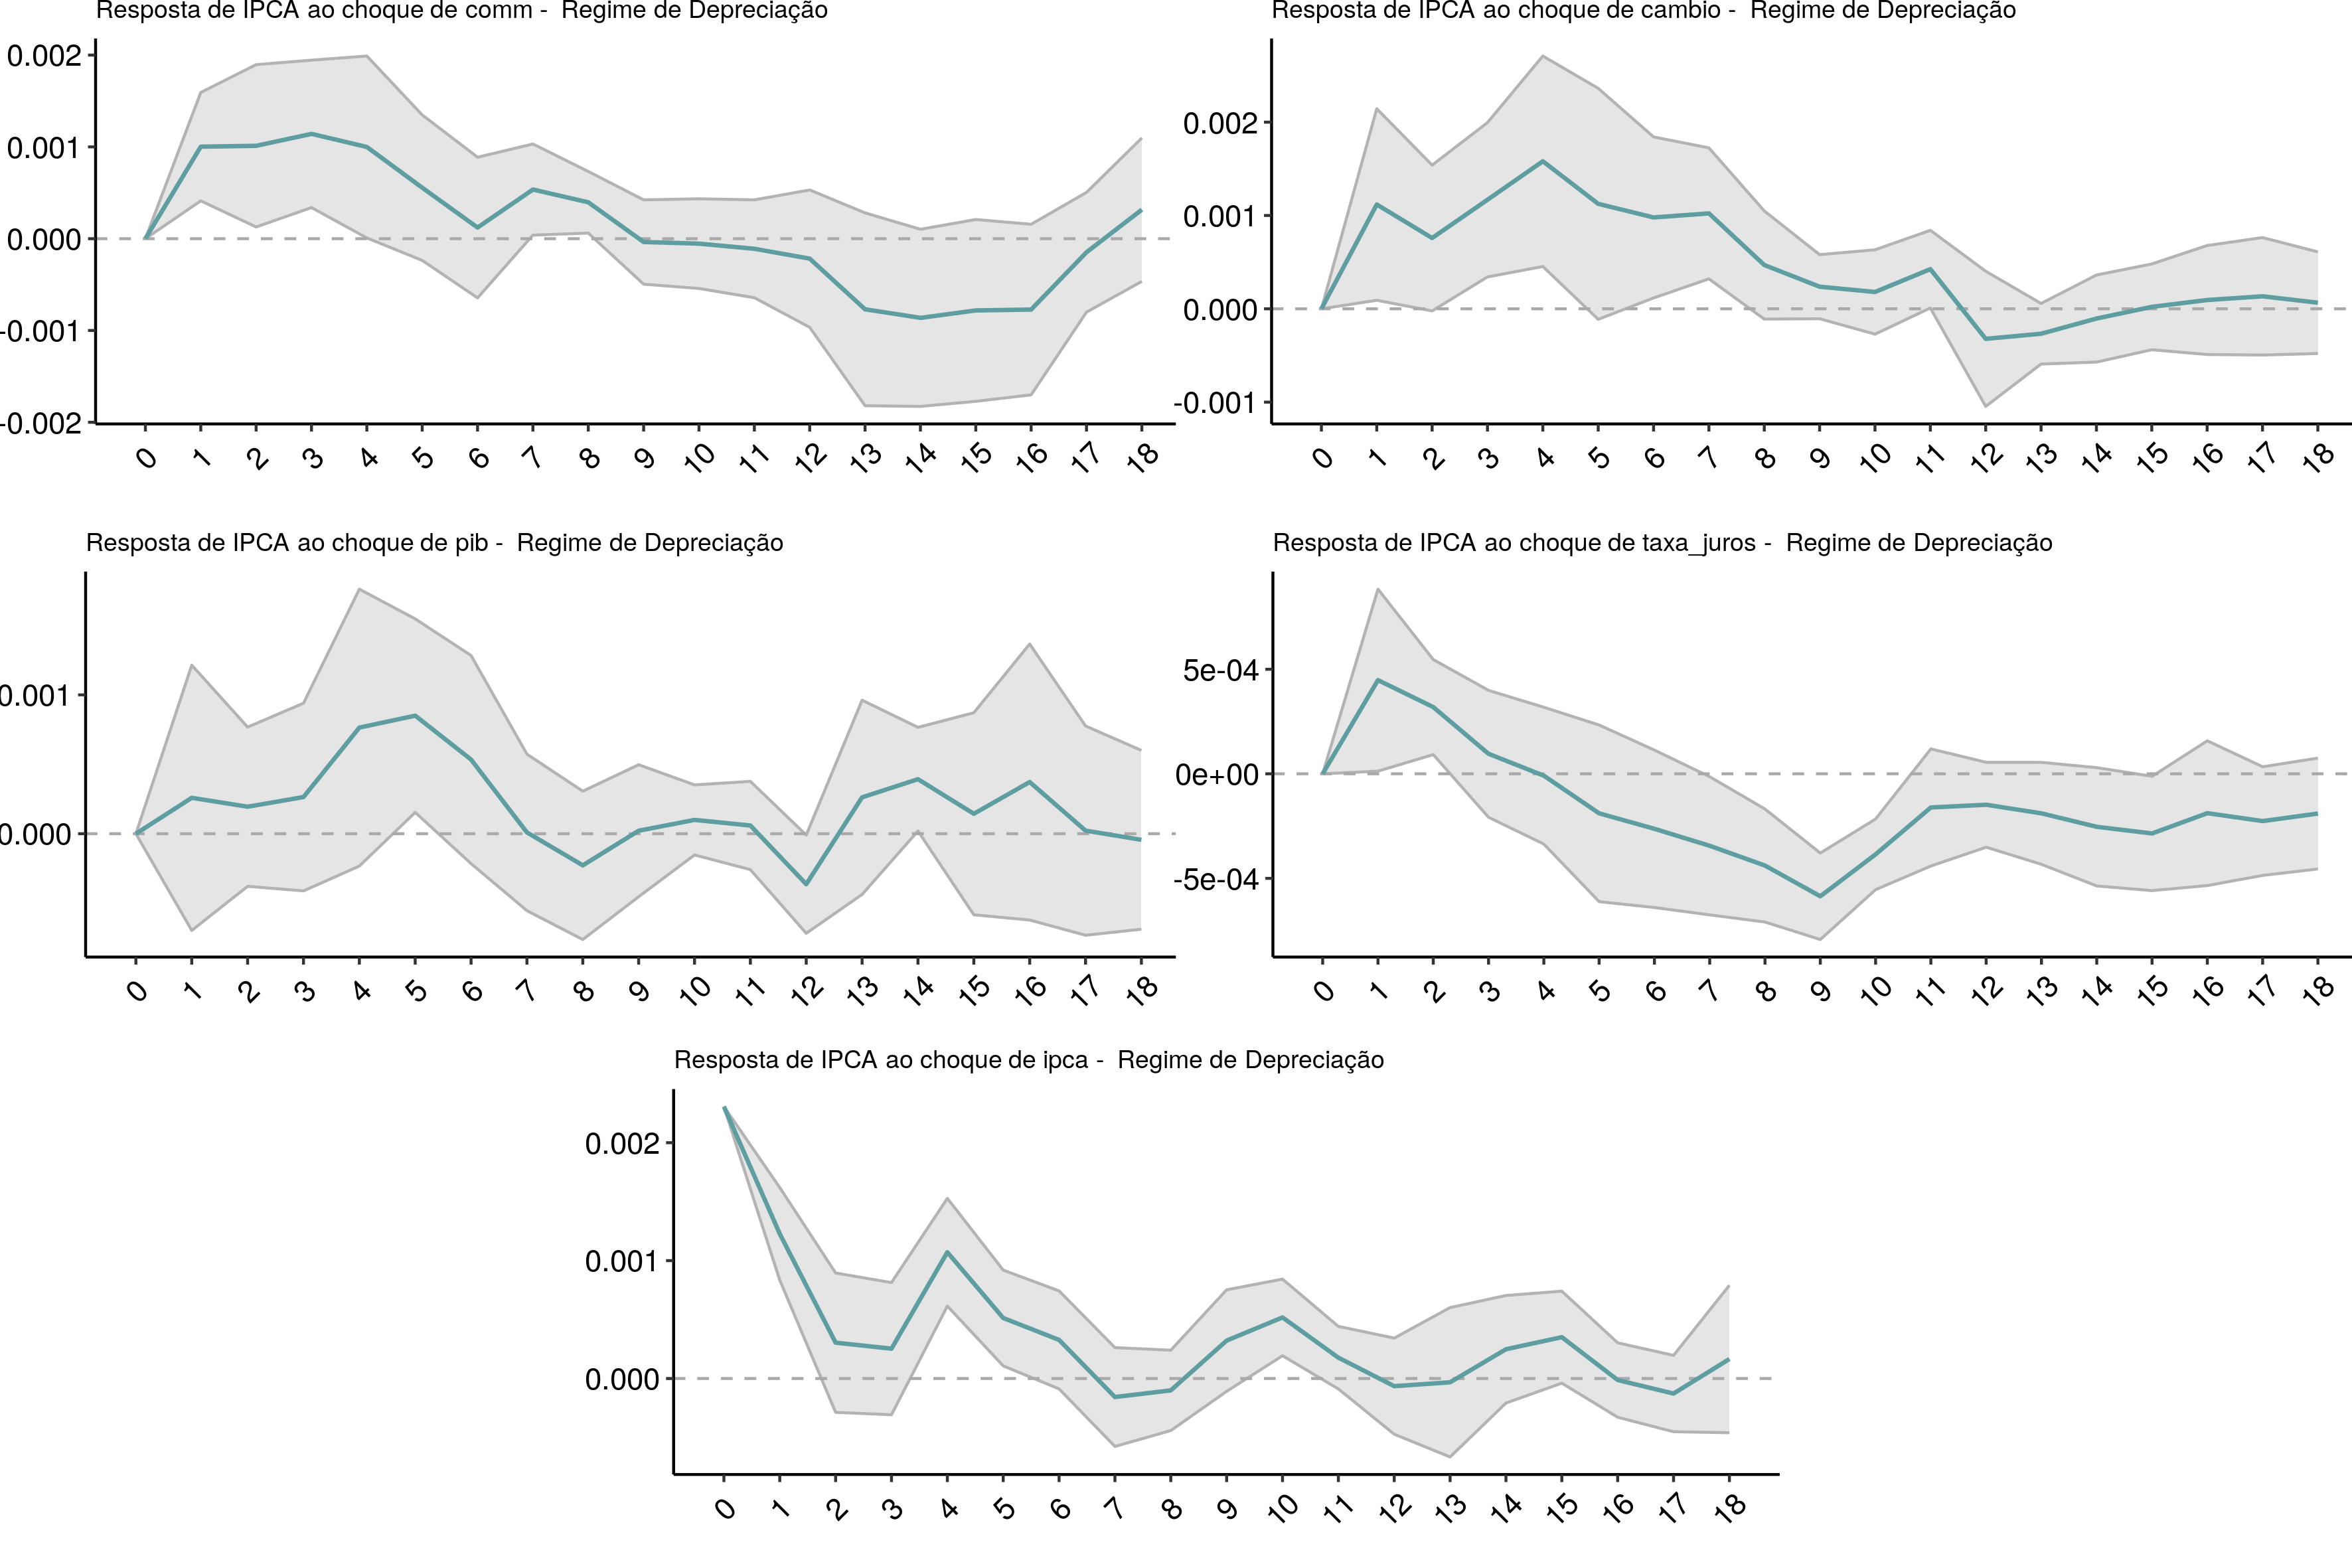 Resposta de IPCA ao choque de comm - Regime de Depreciação
0.002
0.001
0.000
-0.001
-0.002
0 1 2 3 4 5 6 7 8 9 10 11 12 13 14 15 16 17 18
Resposta de IPCA ao choque de cambio - Regime de Depreciação
0.002
0.001
0.000
-0.001
0 1 2 3 4 5 6 7 8 9 10 11 12 13 14 15 16 17 18
Resposta de IPCA ao choque de pib - Regime de Depreciação
0.001
0.000
0 1 2 3 4 5 6 7 8 9 10 11 12 13 14 15 16 17 18
Resposta de IPCA ao choque de taxa_juros - Regime de Depreciação
5e-04
0e+00
-5e-04
0 1 2 3 4 5 6 7 8 9 10 11 12 13 14 15 16 17 18
Resposta de IPCA ao choque de ipca - Regime de Depreciação
0.002
0.001
0.000
0 1 2 3 4 5 6 7 8 9 10 11 12 13 14 15 16 17 18